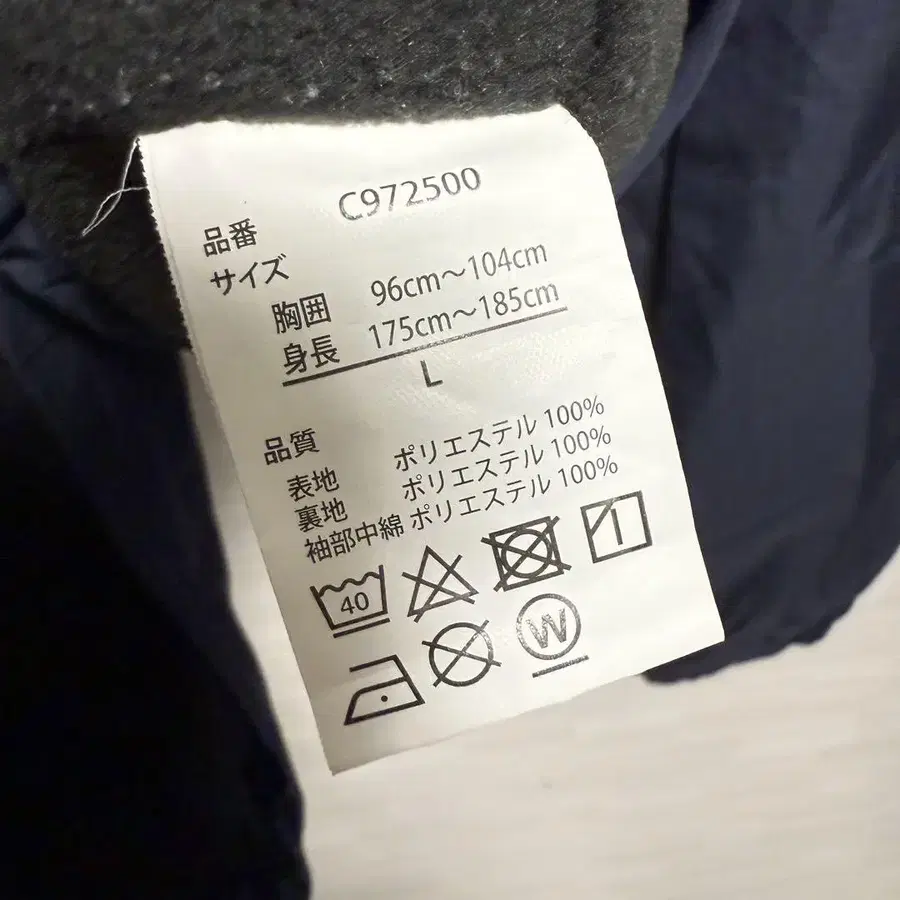 品番 C972500
サイズ
胸囲 96cm～104cm
身長 175cm～185cm
L
品質
表地 ポリエステル 100%
裏地 ポリエステル 100%
袖部中綿 ポリエステル 100%
40
W